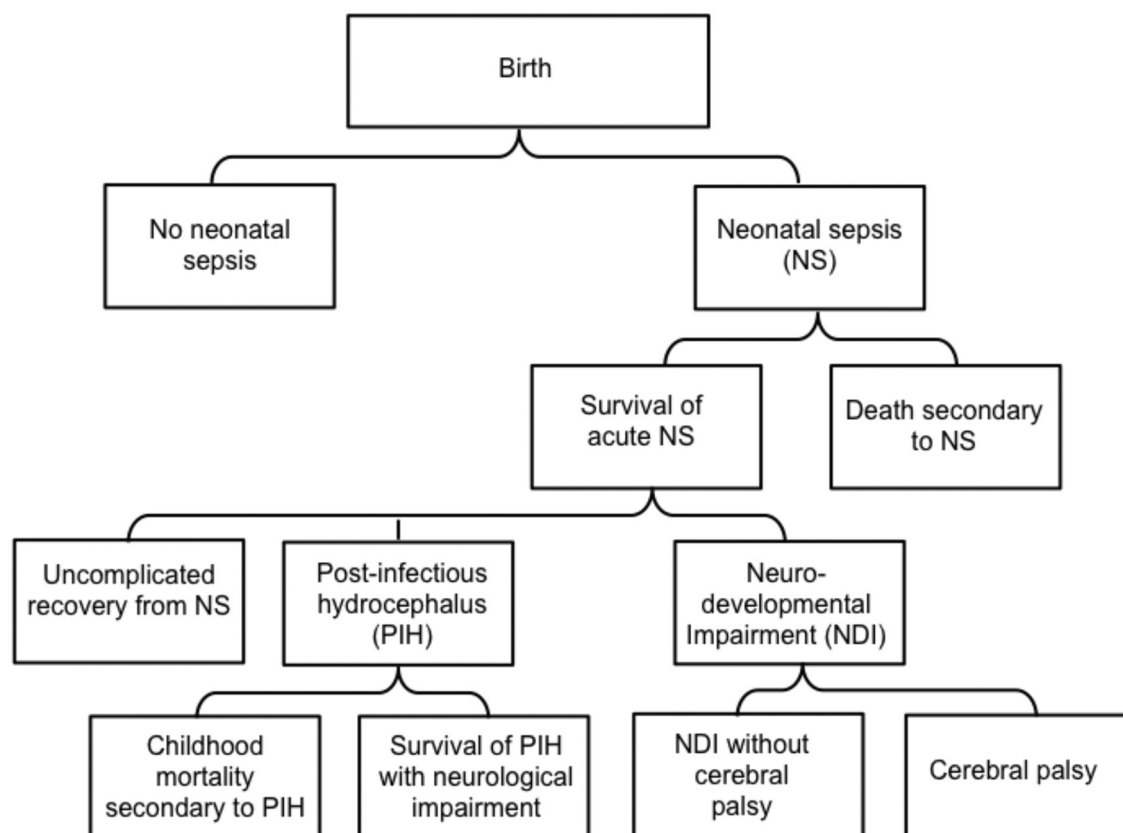 Birth
No neonatal
sepsis
Neonatal sepsis
(NS)
Survival of
acute NS
Death secondary
to NS
Uncomplicated
recovery from NS
Post-infectious
hydrocephalus
(PIH)
Neuro-
developmental
Impairment (NDI)
Childhood
mortality
secondary to PIH
Survival of PIH
with neurological
impairment
NDI without
cerebral
palsy
Cerebral palsy